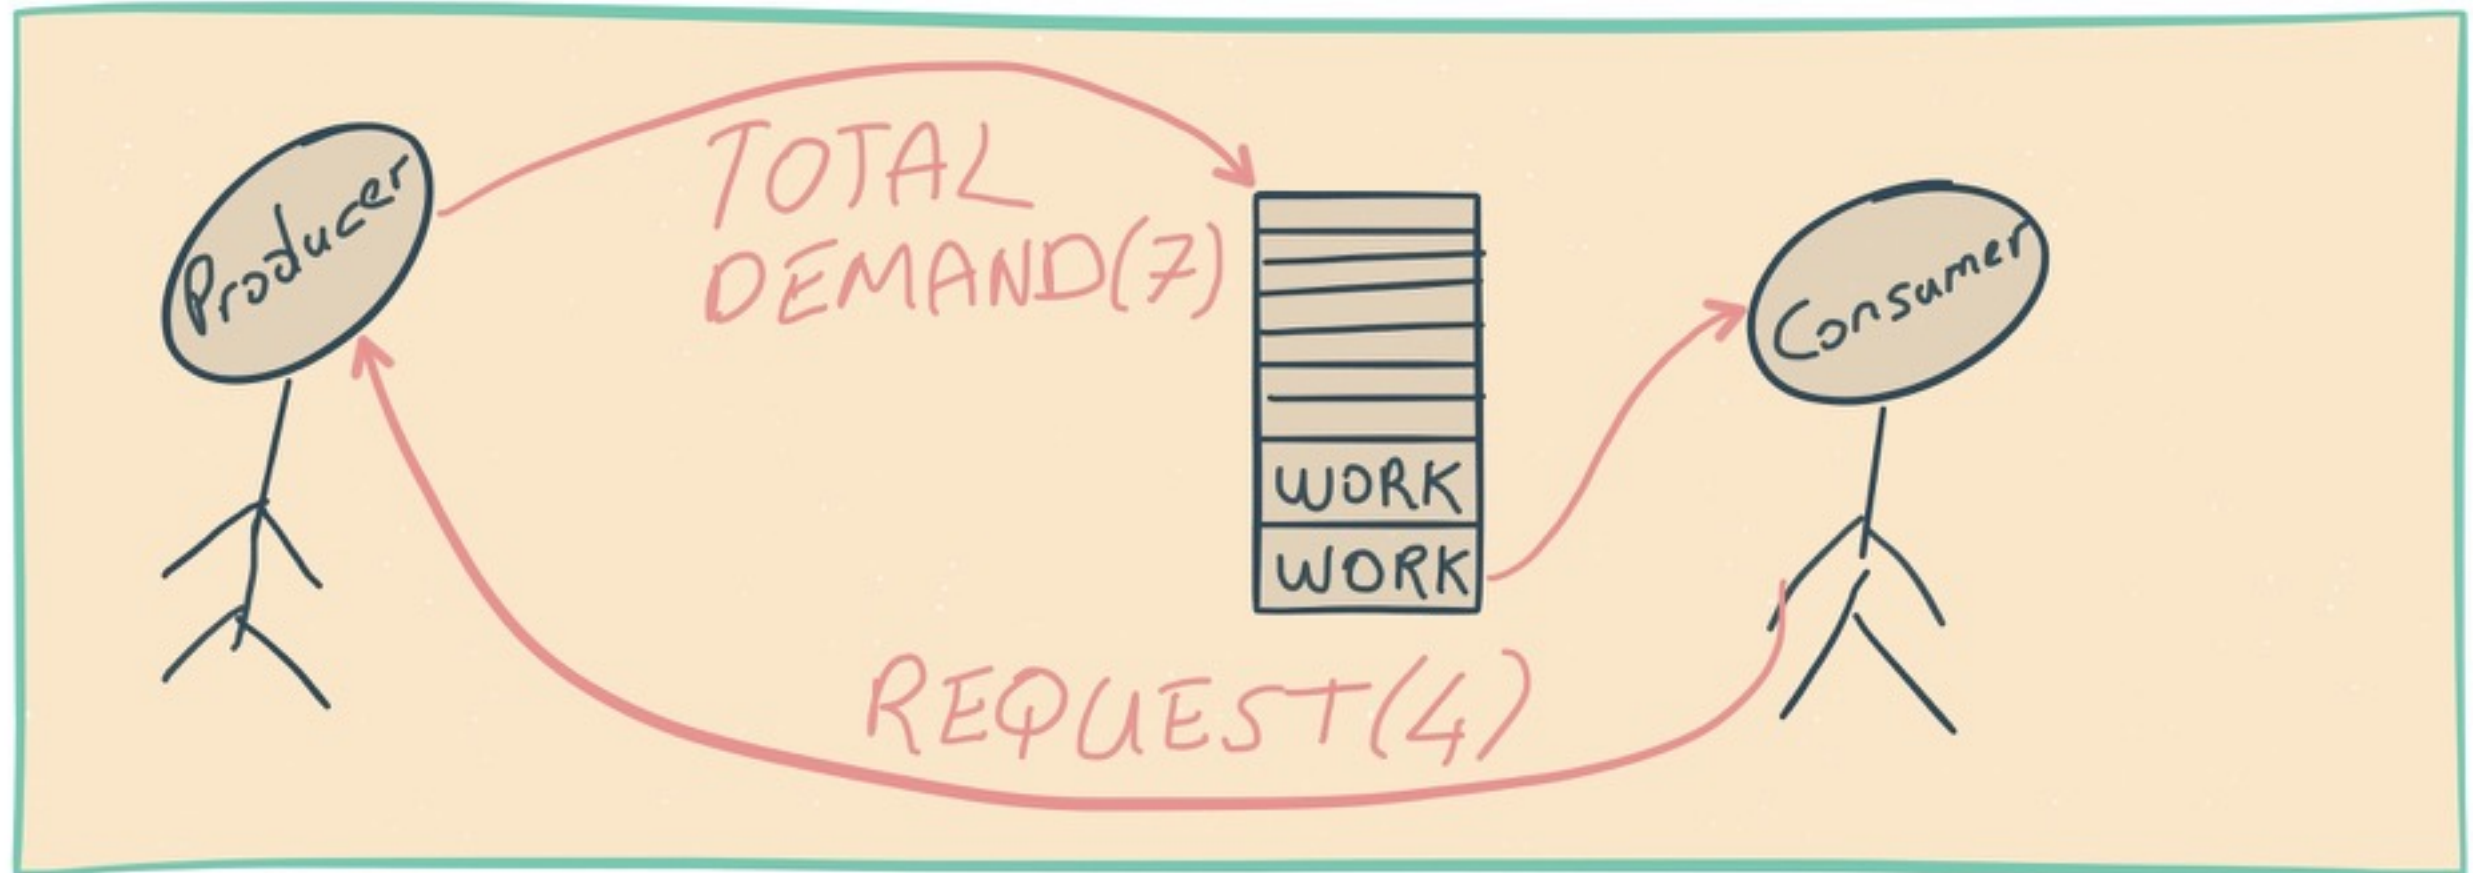 Producer
TOTAL
DEMAND(7)
Consumer
WORK
WORK
REQUEST(4)